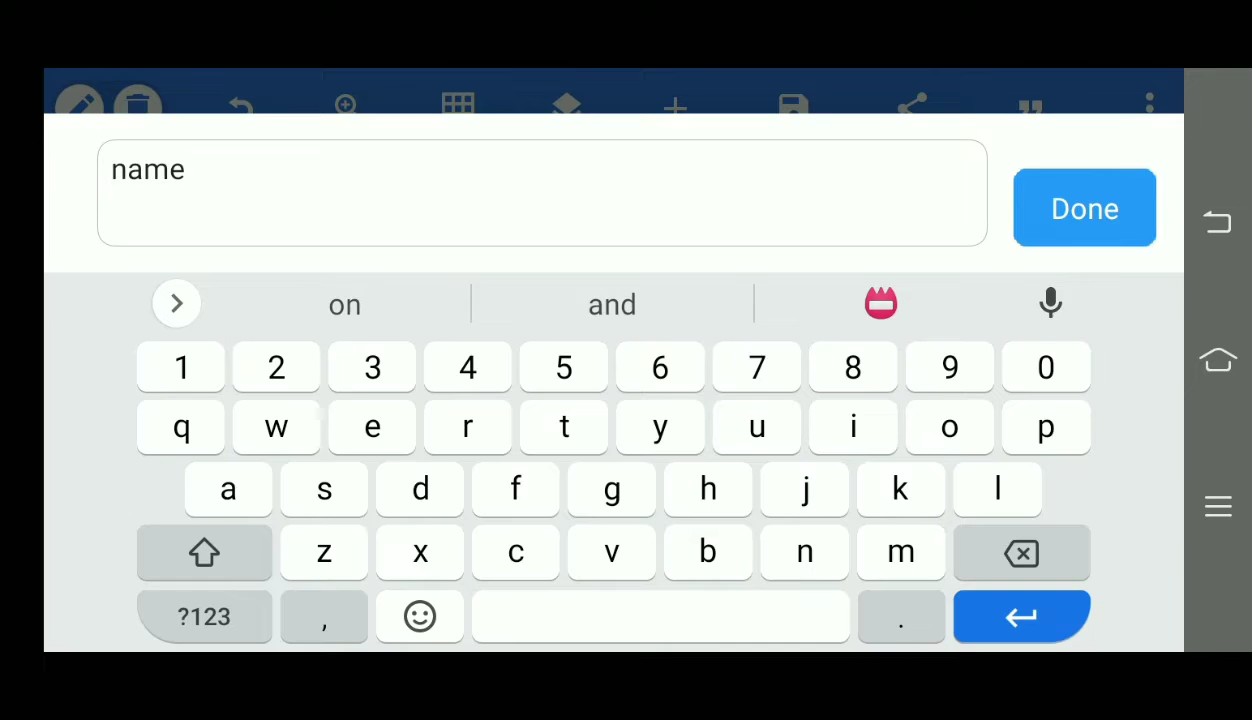 name
Done
on and
1 2 3 4 5 6 7 8 9 0
q w e r t y u i o p
a s d f g h j k l
z x c v b n m
?123 , .